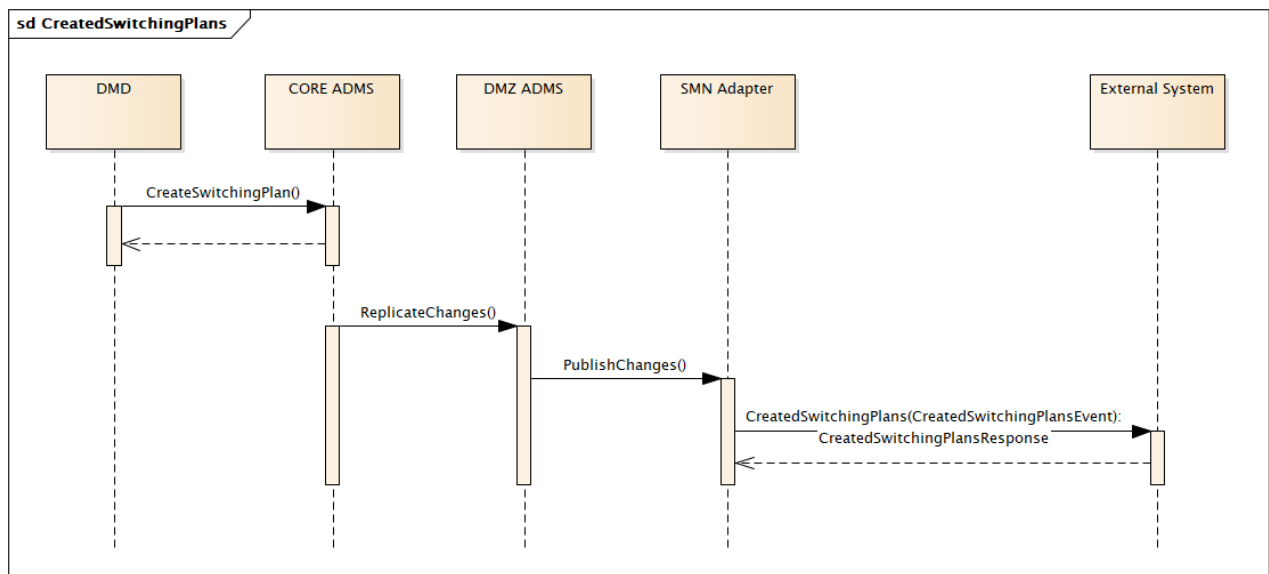 sd CreatedSwitchingPlans
DMD
CORE ADMS
DMZ ADMS
SMN Adapter
External System
CreateSwitchingPlan()
ReplicateChanges()
PublishChanges()
CreatedSwitchingPlans(CreatedSwitchingPlansEvent):
CreatedSwitchingPlansResponse